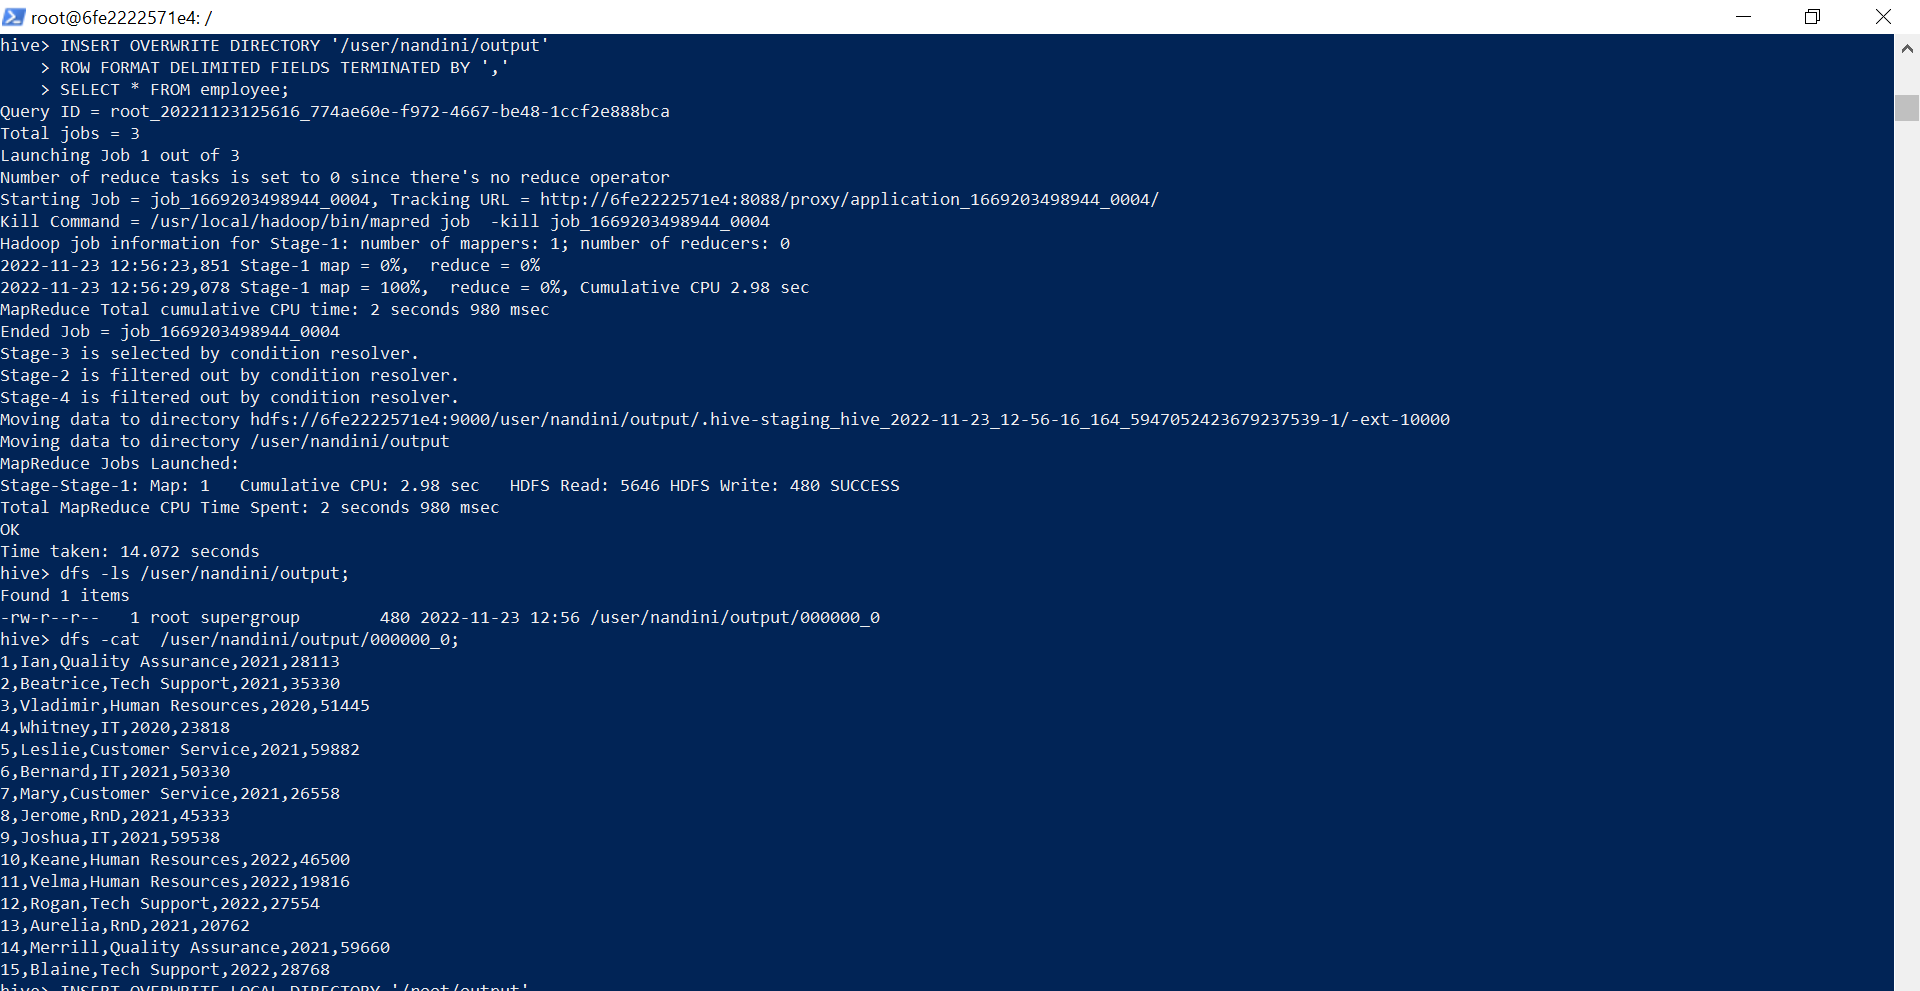 root@6fe2222571e4: /
hive> INSERT OVERWRITE DIRECTORY '/user/nandini/output'
    > ROW FORMAT DELIMITED FIELDS TERMINATED BY ','
    > SELECT * FROM employee;
Query ID = root_20221123125616_774ae60e-f972-4667-be48-1ccf2e888bca
Total jobs = 3
Launching Job 1 out of 3
Number of reduce tasks is set to 0 since there's no reduce operator
Starting Job = job_1669203498944_0004, Tracking URL = http://6fe2222571e4:8088/proxy/application_1669203498944_0004/
Kill Command = /usr/local/hadoop/bin/mapred job  -kill job_1669203498944_0004
Hadoop job information for Stage-1: number of mappers: 1; number of reducers: 0
2022-11-23 12:56:23,851 Stage-1 map = 0%,  reduce = 0%
2022-11-23 12:56:29,078 Stage-1 map = 100%,  reduce = 0%, Cumulative CPU 2.98 sec
MapReduce Total cumulative CPU time: 2 seconds 980 msec
Ended Job = job_1669203498944_0004
Stage-3 is selected by condition resolver.
Stage-2 is filtered out by condition resolver.
Stage-4 is filtered out by condition resolver.
Moving data to directory hdfs://6fe2222571e4:9000/user/nandini/output/.hive-staging_hive_2022-11-23_12-56-16_164_5947052423679237539-1/-ext-10000
Moving data to directory /user/nandini/output
MapReduce Jobs Launched:
Stage-Stage-1: Map: 1   Cumulative CPU: 2.98 sec   HDFS Read: 5646 HDFS Write: 480 SUCCESS
Total MapReduce CPU Time Spent: 2 seconds 980 msec
OK
Time taken: 14.072 seconds
hive> dfs -ls /user/nandini/output;
Found 1 items
-rw-r--r--   1 root supergroup        480 2022-11-23 12:56 /user/nandini/output/000000_0
hive> dfs -cat  /user/nandini/output/000000_0;
1,Ian,Quality Assurance,2021,28113
2,Beatrice,Tech Support,2021,35330
3,Vladimir,Human Resources,2020,51445
4,Whitney,IT,2020,23818
5,Leslie,Customer Service,2021,59882
6,Bernard,IT,2021,50330
7,Mary,Customer Service,2021,26558
8,Jerome,RnD,2021,45333
9,Joshua,IT,2021,59538
10,Keane,Human Resources,2022,46500
11,Velma,Human Resources,2022,19816
12,Rogan,Tech Support,2022,27554
13,Aurelia,RnD,2021,20762
14,Merrill,Quality Assurance,2021,59660
15,Blaine,Tech Support,2022,28768
hive> INSERT OVERWRITE LOCAL DIRECTORY '/root/output'